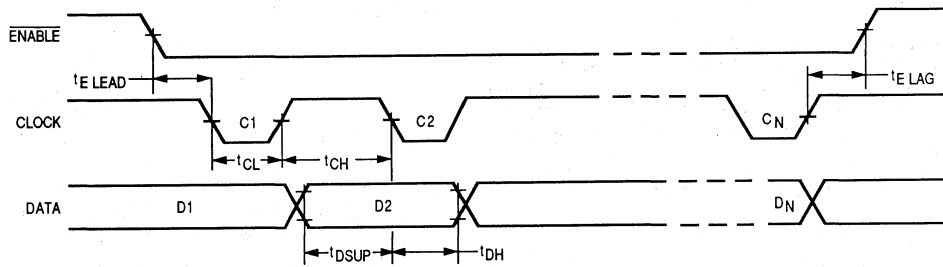 ENABLE
tE LEAD
tE LAG
CLOCK
C1
C2
CN
tCL
tCH
DATA
D1
D2
DN
tDSUP
tDH